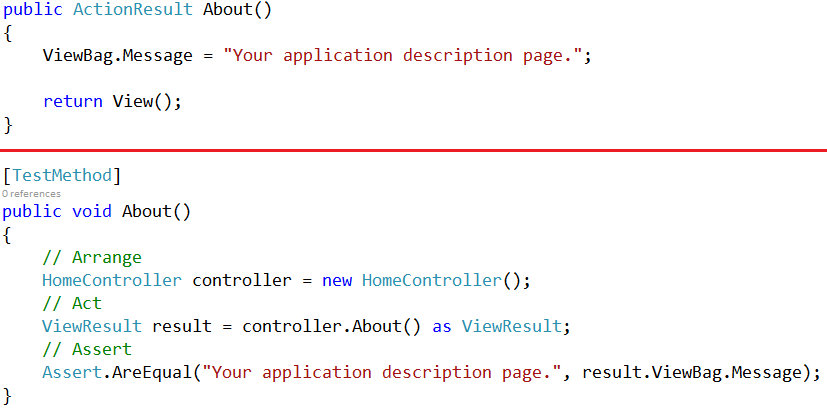 public ActionResult About()
{
    ViewBag.Message = "Your application description page.";
    return View();
}
[TestMethod]
0 references
public void About()
{
    // Arrange
    HomeController controller = new HomeController();
    // Act
    ViewResult result = controller.About() as ViewResult;
    // Assert
    Assert.AreEqual("Your application description page.", result.ViewBag.Message);
}